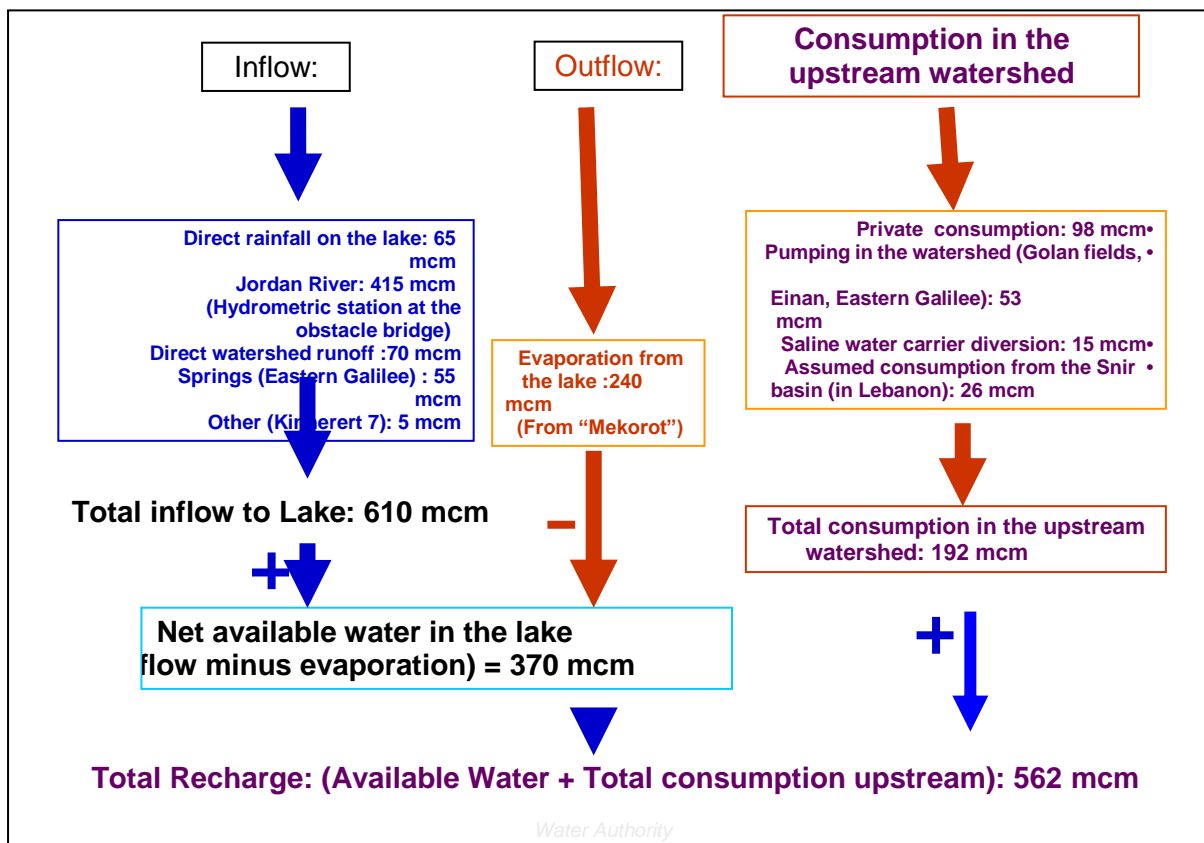 Inflow:
Outflow:
Consumption in the
upstream watershed
Direct rainfall on the lake: 65
mcm
Jordan River: 415 mcm
(Hydrometric station at the
obstacle bridge)
Direct watershed runoff :70 mcm
Springs (Eastern Galilee) : 55
mcm
Other (Kinnerert 7): 5 mcm
Evaporation from
the lake :240
mcm
(From “Mekorot”)
Private consumption: 98 mcm•
Pumping in the watershed (Golan fields, •
Einan, Eastern Galilee): 53
mcm
Saline water carrier diversion: 15 mcm•
Assumed consumption from the Snir •
basin (in Lebanon): 26 mcm
Total inflow to Lake: 610 mcm
–
Total consumption in the upstream
watershed: 192 mcm
+
Net available water in the lake
flow minus evaporation) = 370 mcm
+
Total Recharge: (Available Water + Total consumption upstream): 562 mcm
Water Authority